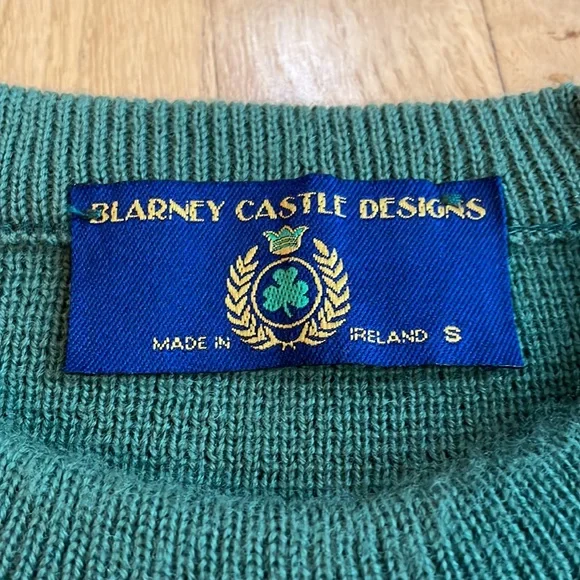 BLARNEY CASTLE DESIGNS
MADE IN IRELAND S